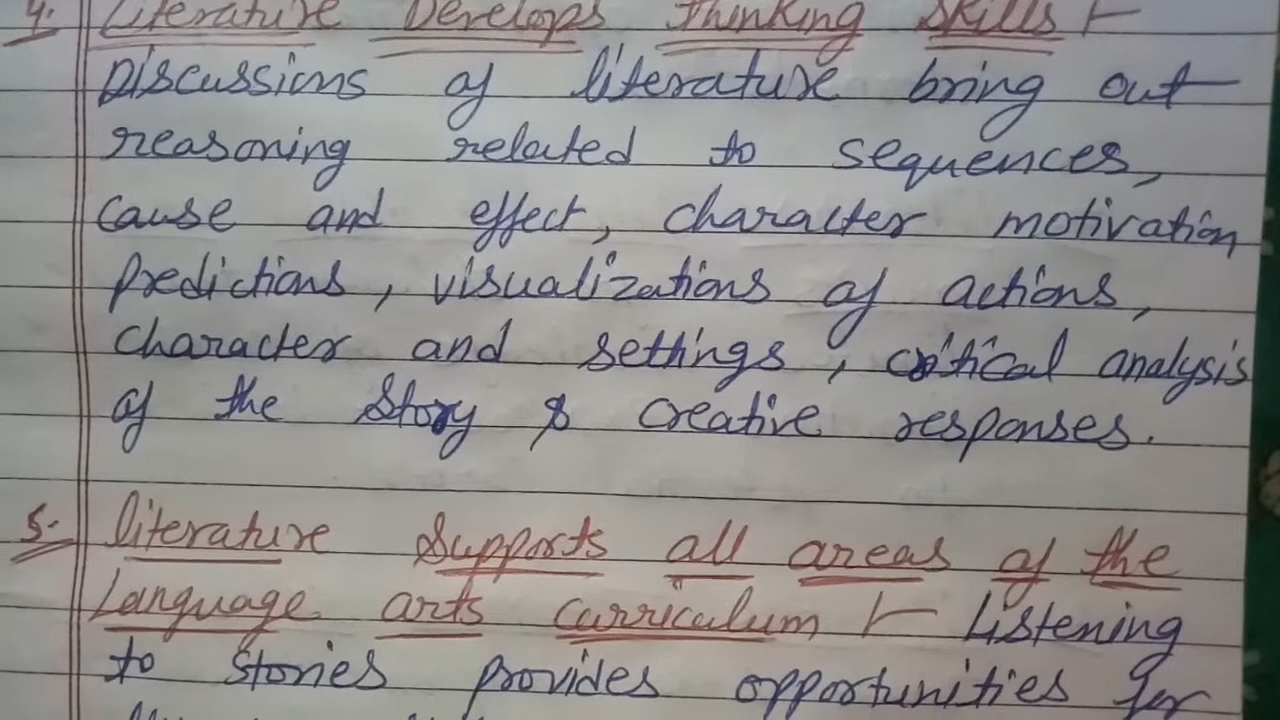 4. Literature Develops Thinking Skills :-
Discussions of literature bring out
reasoning related to sequences,
cause and effect, character motivation
predictions, visualizations of actions,
character and settings, critical analysis
of the story & creative responses.
5. literature supports all areas of the
Language arts curriculum :- Listening
to stories provides opportunities for